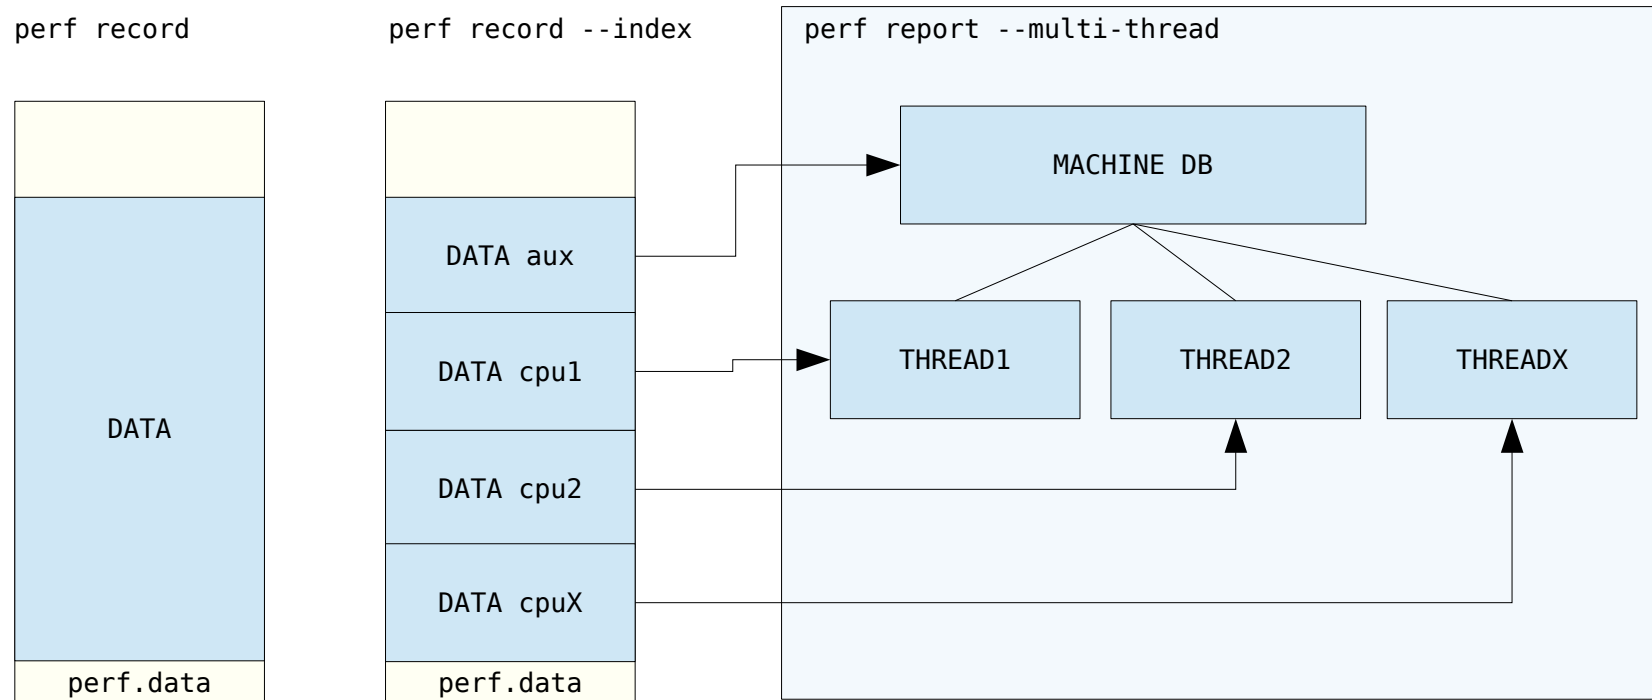 perf record
perf record --index
perf report --multi-thread
DATA
perf.data
DATA aux
DATA cpu1
DATA cpu2
DATA cpuX
perf.data
MACHINE DB
THREAD1
THREAD2
THREADX